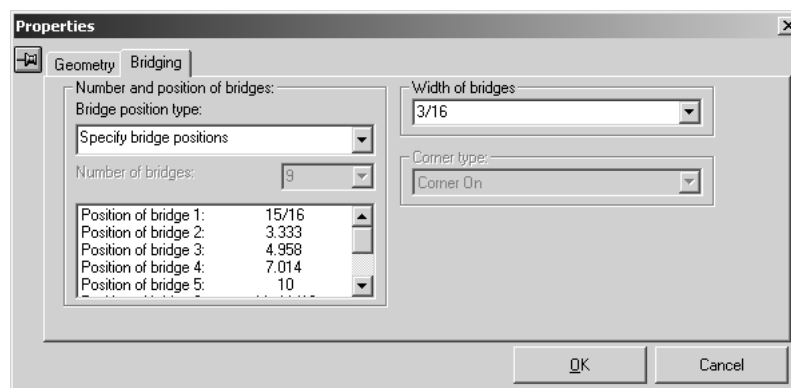 Properties
Geometry Bridging
Number and position of bridges:
Bridge position type:
Specify bridge positions
Number of bridges: 9
Position of bridge 1: 15/16
Position of bridge 2: 3.333
Position of bridge 3: 4.958
Position of bridge 4: 7.014
Position of bridge 5: 10
Width of bridges
3/16
Corner type:
Corner On
OK Cancel